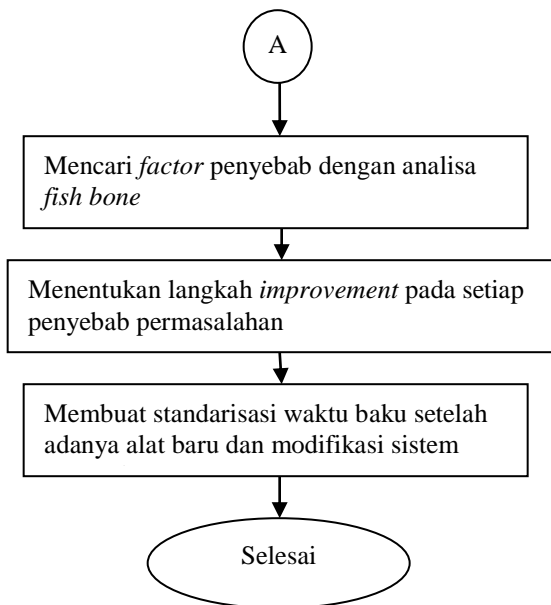 A
Mencari factor penyebab dengan analisa
fish bone
Menentukan langkah improvement pada setiap
penyebab permasalahan
Membuat standarisasi waktu baku setelah
adanya alat baru dan modifikasi sistem
Selesai